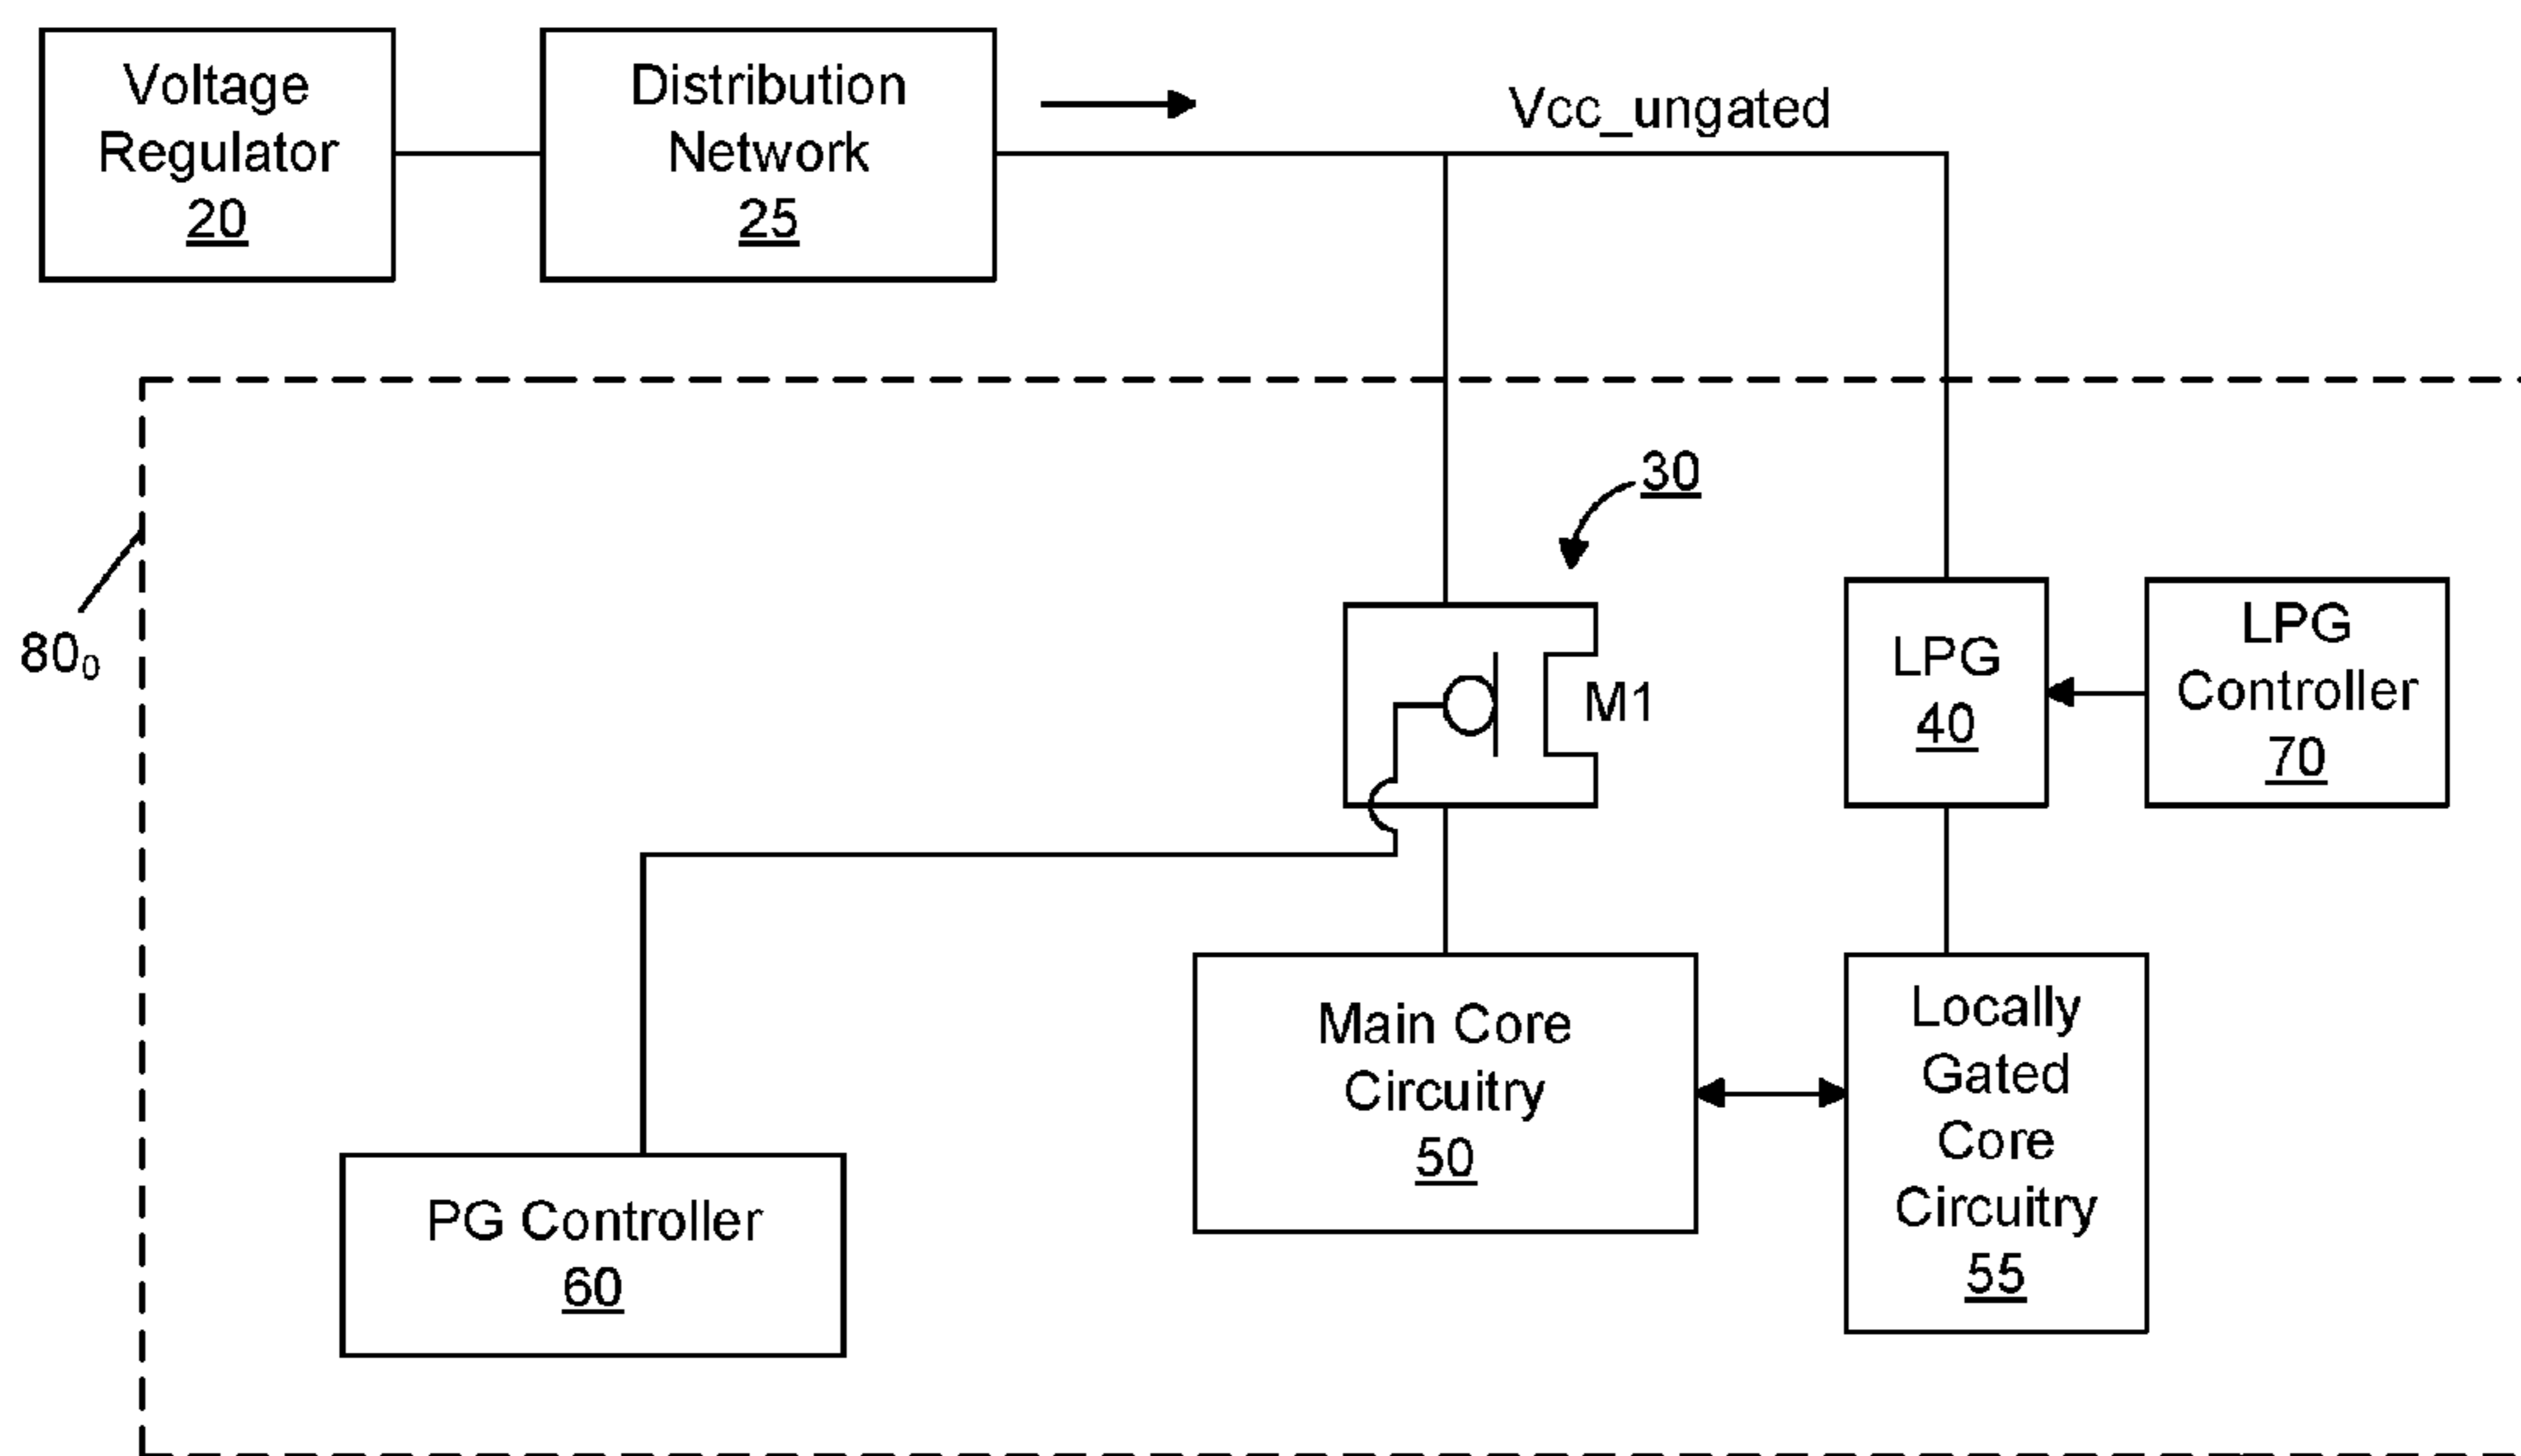 Voltage
Regulator
20
Distribution
Network
25
Vcc_ungated
30
80₀
M1
LPG
40
LPG
Controller
70
Main Core
Circuitry
50
Locally
Gated
Core
Circuitry
55
PG Controller
60